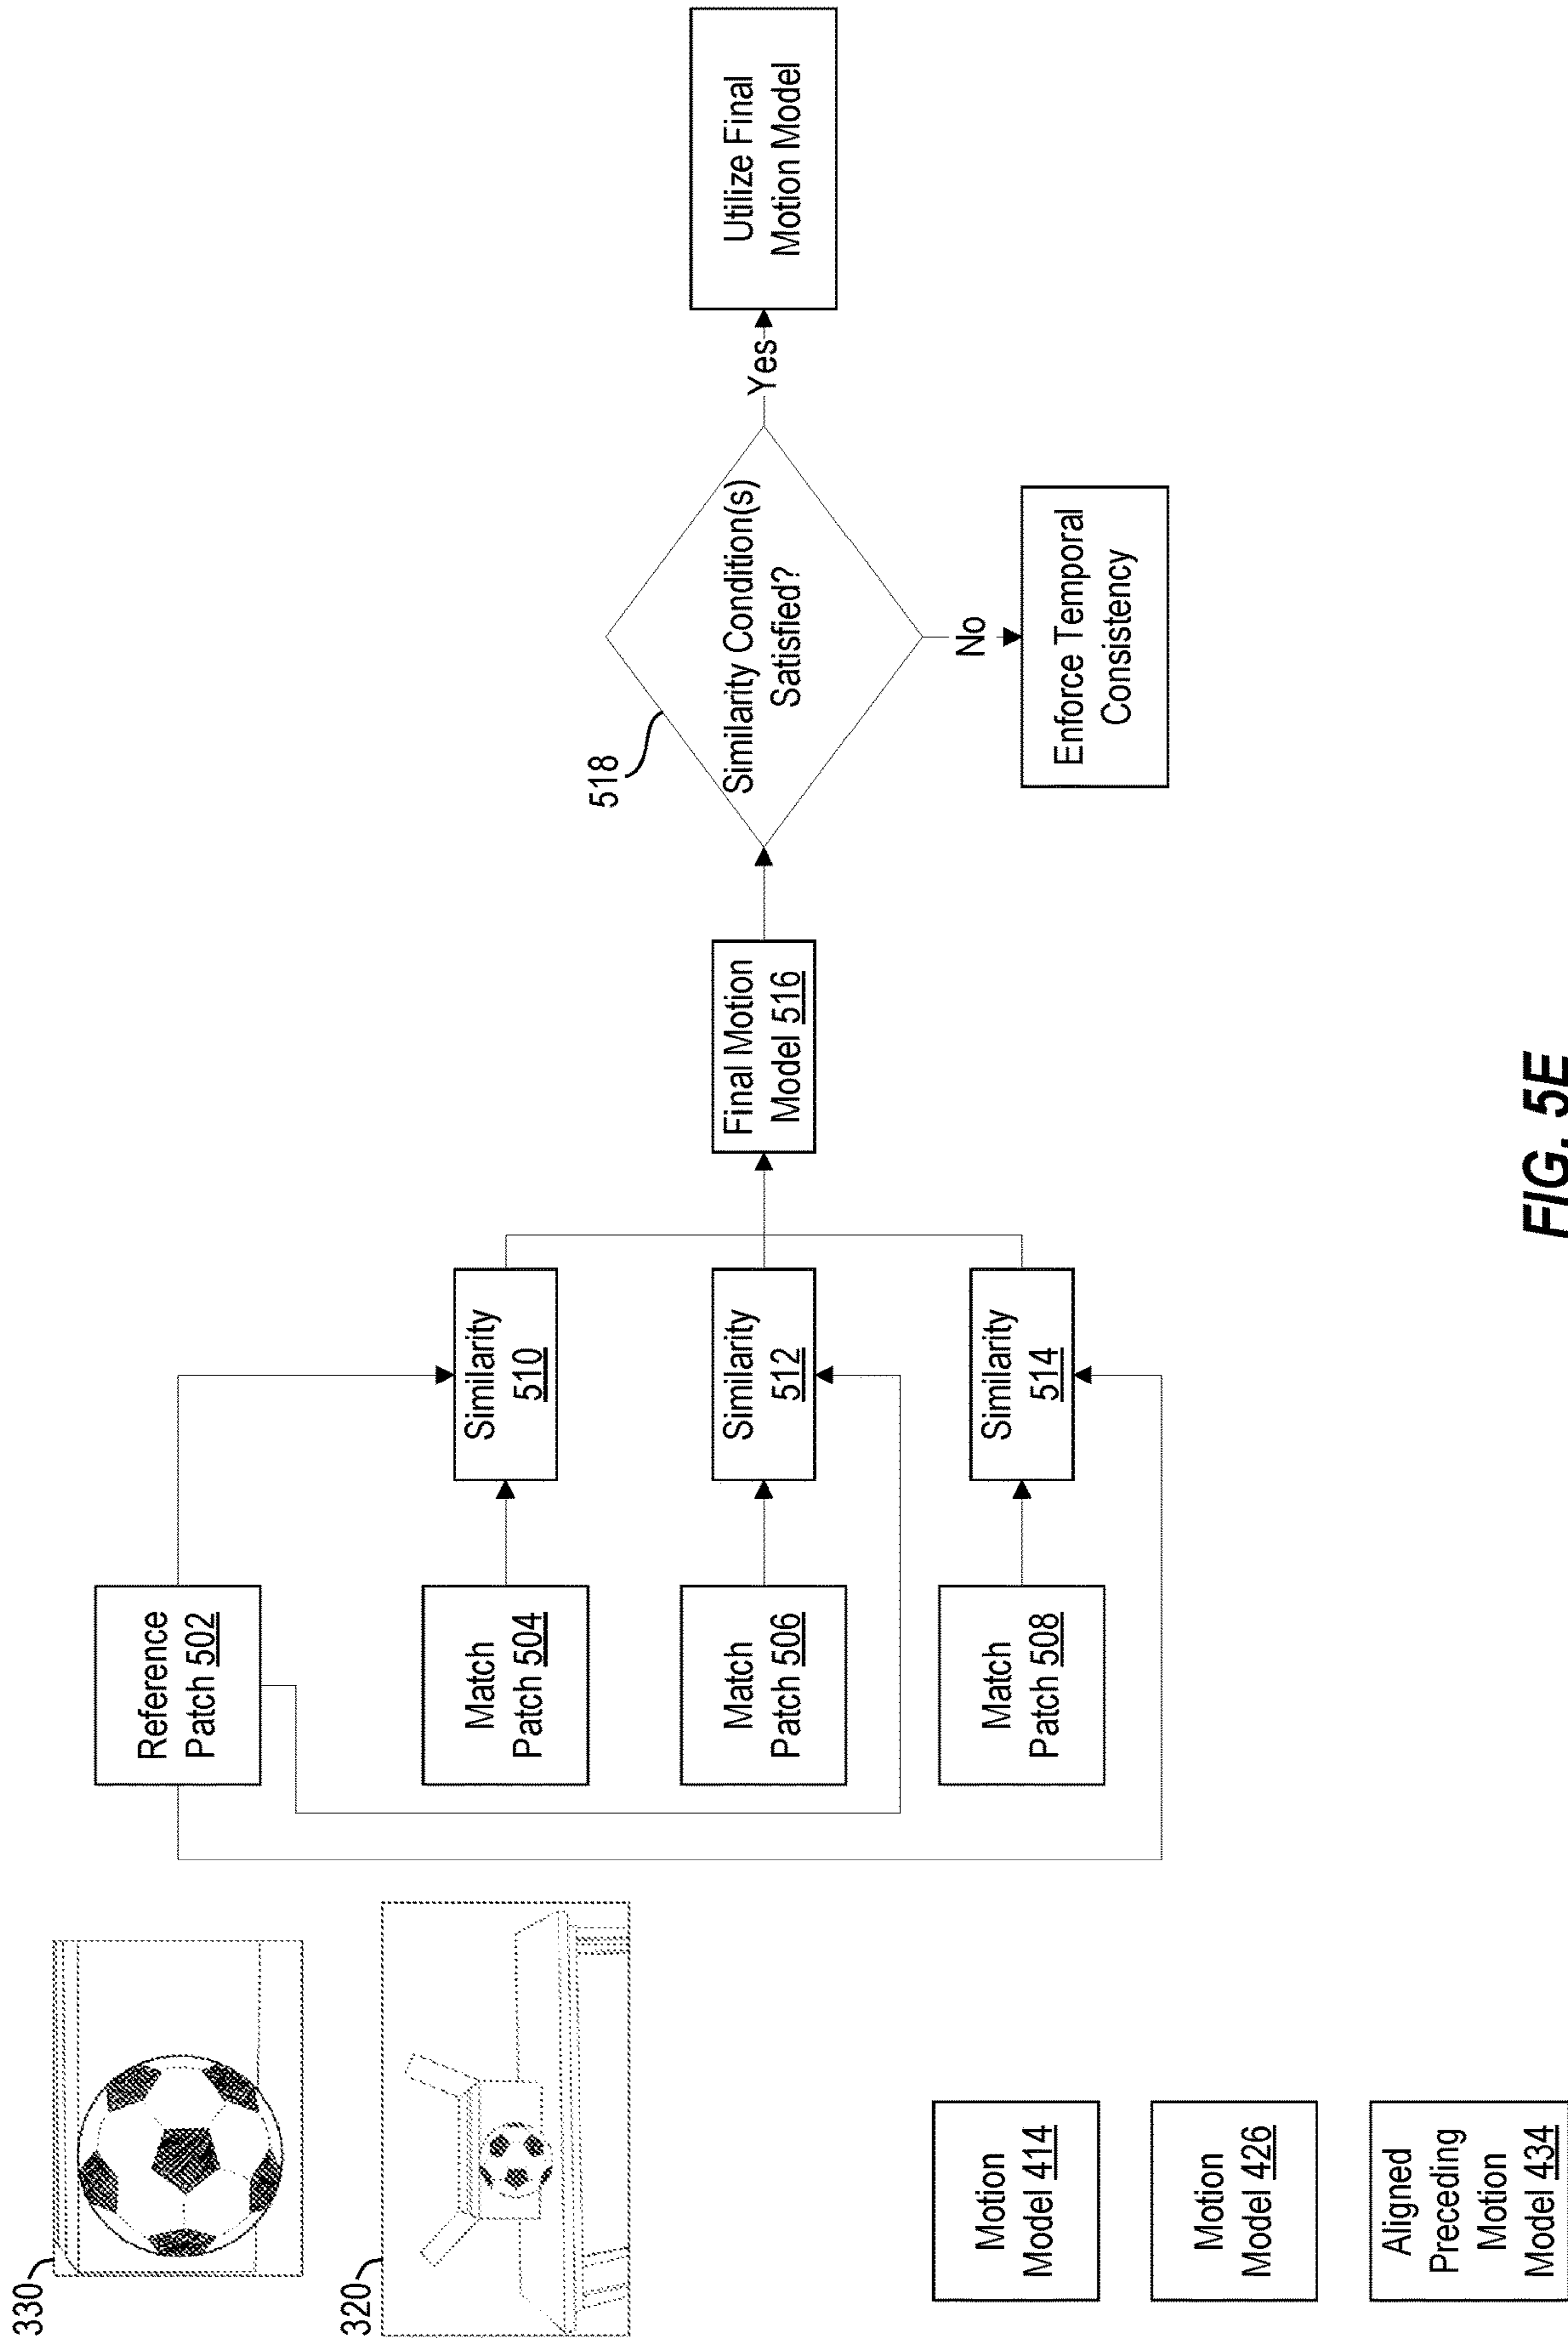 330
320
Motion
Model 414
Motion
Model 426
Aligned
Preceding
Motion
Model 434
Reference
Patch 502
Match
Patch 504
Match
Patch 506
Match
Patch 508
Similarity
510
Similarity
512
Similarity
514
Final Motion
Model 516
518
Similarity Condition(s)
Satisfied?
Yes
No
Utilize Final
Motion Model
Enforce Temporal
Consistency
FIG. 5E